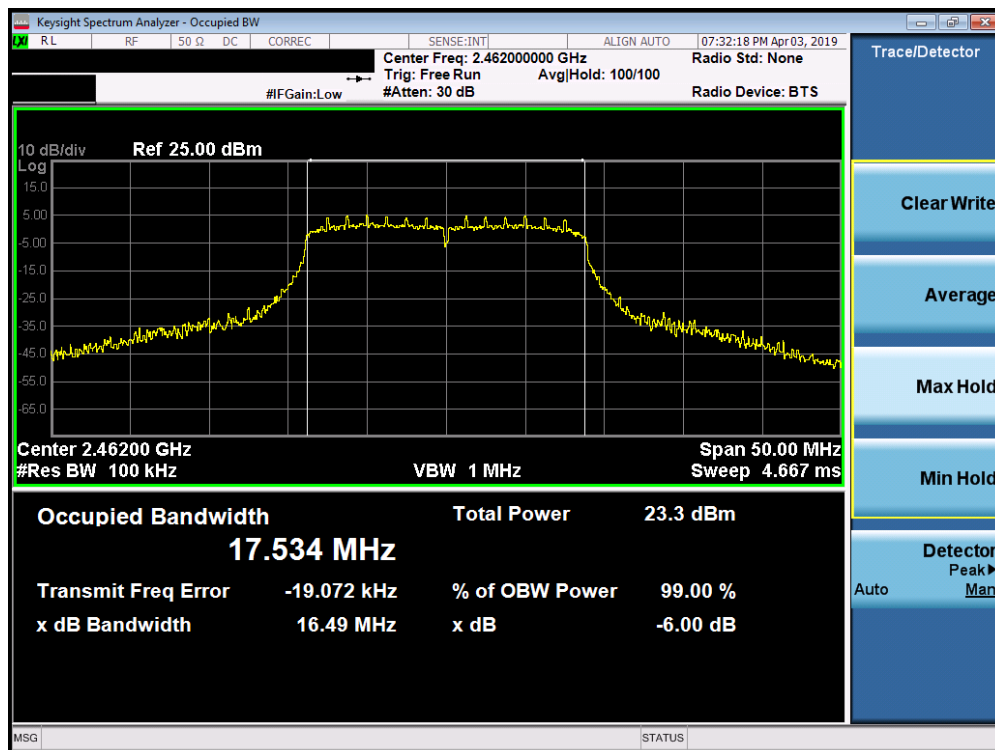 Keysight Spectrum Analyzer - Occupied BW
LXI RL RF 50 Ω DC CORREC SENSE:INT ALIGN AUTO 07:32:18 PM Apr 03, 2019
Center Freq: 2.462000000 GHz Radio Std: None
Trig: Free Run Avg|Hold: 100/100
#IFGain:Low #Atten: 30 dB Radio Device: BTS
10 dB/div Ref 25.00 dBm
Log
15.0
5.00
-5.00
-15.0
-25.0
-35.0
-45.0
-55.0
-65.0
Center 2.46200 GHz Span 50.00 MHz
#Res BW 100 kHz VBW 1 MHz Sweep 4.667 ms
Occupied Bandwidth Total Power 23.3 dBm
17.534 MHz
Transmit Freq Error -19.072 kHz % of OBW Power 99.00 %
x dB Bandwidth 16.49 MHz x dB -6.00 dB
MSG STATUS
Trace/Detector
Clear Write
Average
Max Hold
Min Hold
Detector
Peak▶
Auto Man